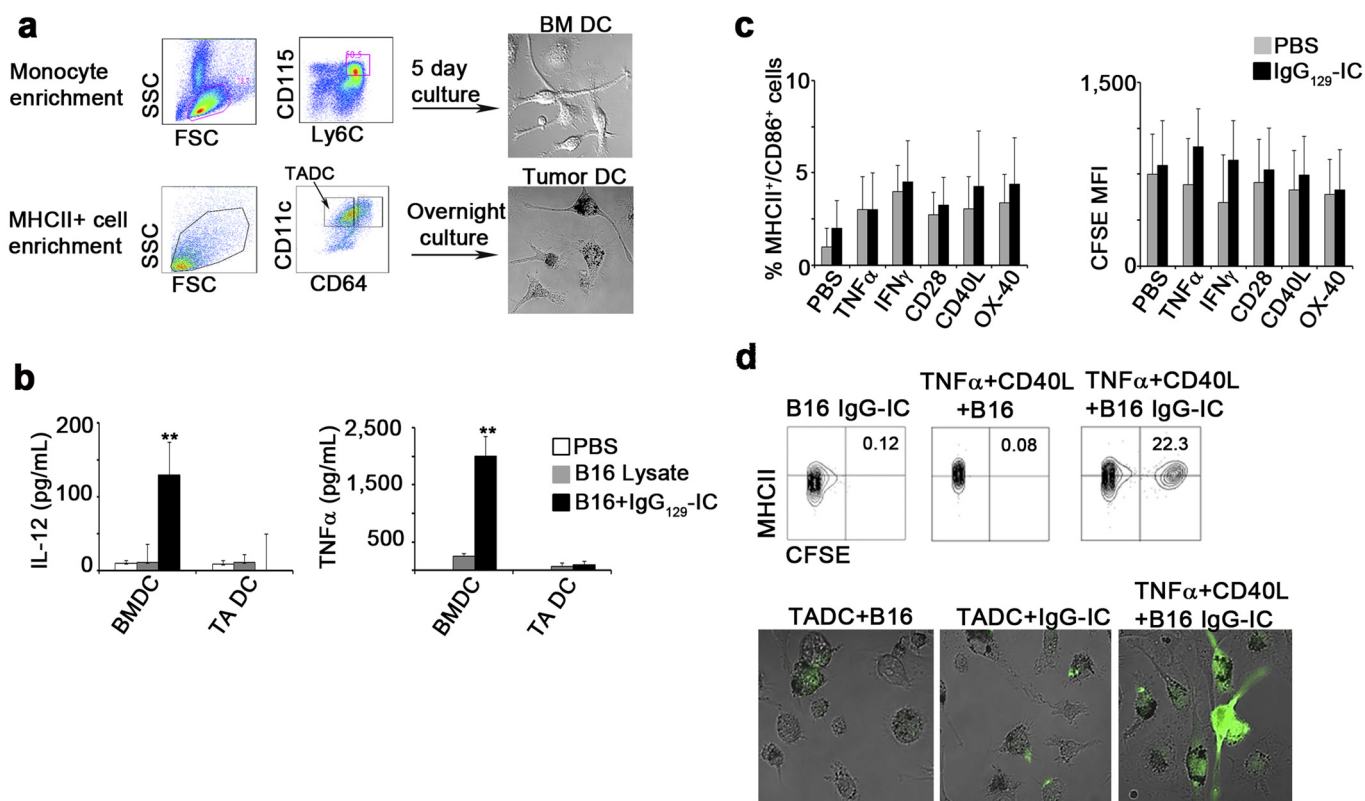 a
Monocyte
enrichment
SSC
FSC
CD115
50.5
Ly6C
5 day
culture
BM DC
MHCII+ cell
enrichment
SSC
FSC
TADC
CD11c
CD64
Overnight
culture
Tumor DC
b
IL-12 (pg/mL)
200
100
0
**
BMDC
TA DC
TNFα (pg/mL)
2,500
1,500
500
**
BMDC
TA DC
PBS
B16 Lysate
B16+IgG129-IC
c
% MHCII+/CD86+ cells
10
5
0
PBS
TNFα
IFNγ
CD28
CD40L
OX-40
PBS
IgG129-IC
CFSE MFI
1,500
0
PBS
TNFα
IFNγ
CD28
CD40L
OX-40
d
B16 IgG-IC
TNFα+CD40L
+B16
TNFα+CD40L
+B16 IgG-IC
0.12
0.08
22.3
MHCII
CFSE
TADC+B16
TADC+IgG-IC
TNFα+CD40L
+B16 IgG-IC